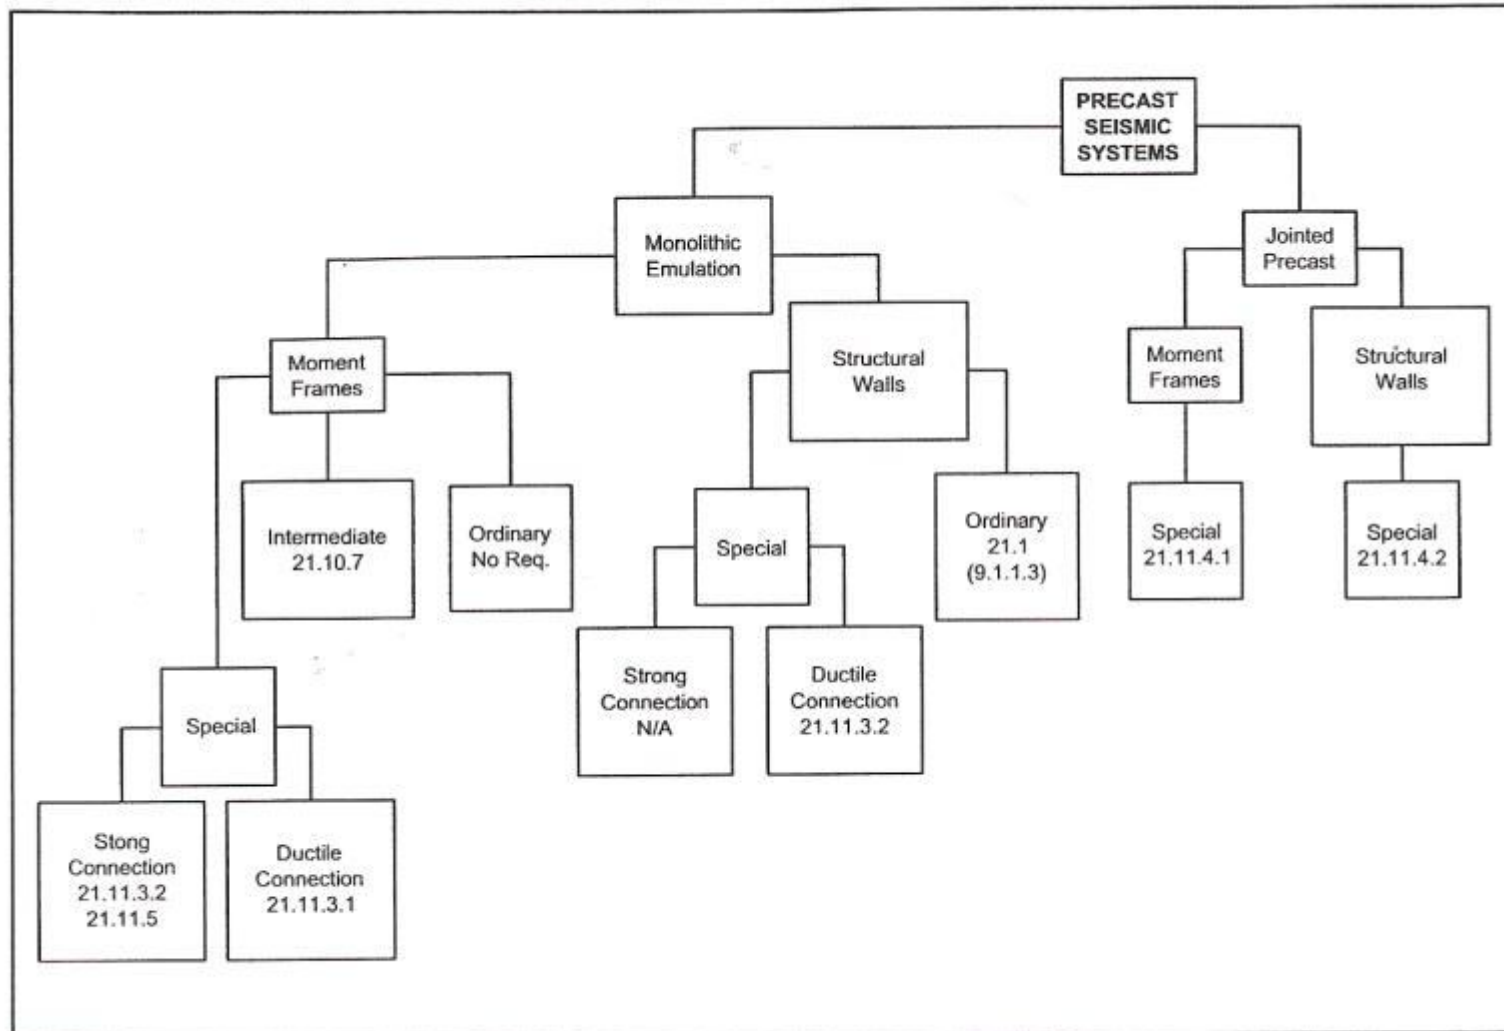 PRECAST
SEISMIC
SYSTEMS
Monolithic
Emulation
Jointed
Precast
Moment
Frames
Structural
Walls
Moment
Frames
Structural
Walls
Intermediate
21.10.7
Ordinary
No Req.
Special
Ordinary
21.1
(9.1.1.3)
Special
21.11.4.1
Special
21.11.4.2
Special
Strong
Connection
N/A
Ductile
Connection
21.11.3.2
Stong
Connection
21.11.3.2
21.11.5
Ductile
Connection
21.11.3.1